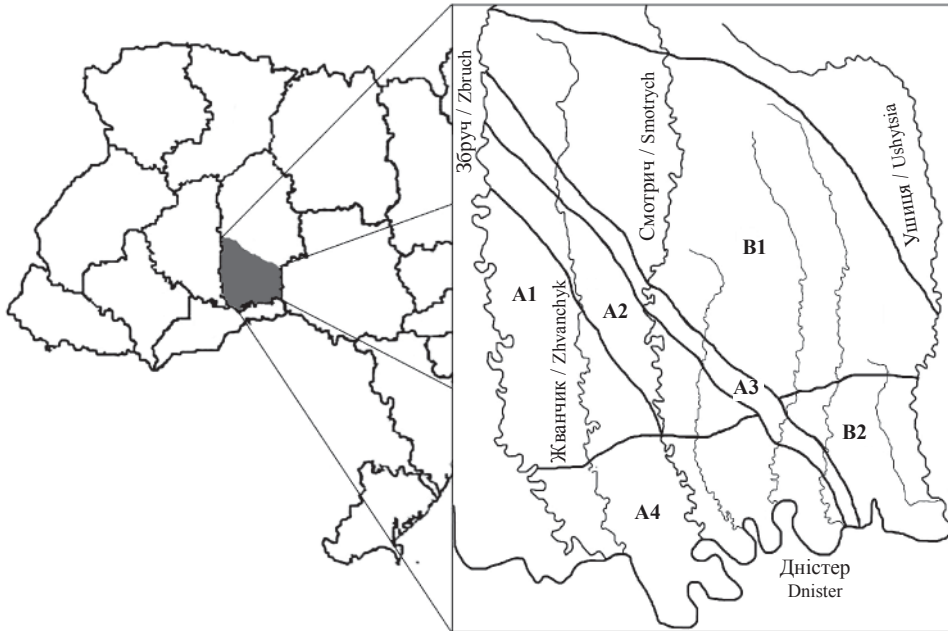 Збруч / Zbruch
Смотрич / Smotrych
Ушиця / Ushytsia
B1
A1
A2
Жванчик / Zhvanchyk
A3
B2
A4
Дністер
Dnister